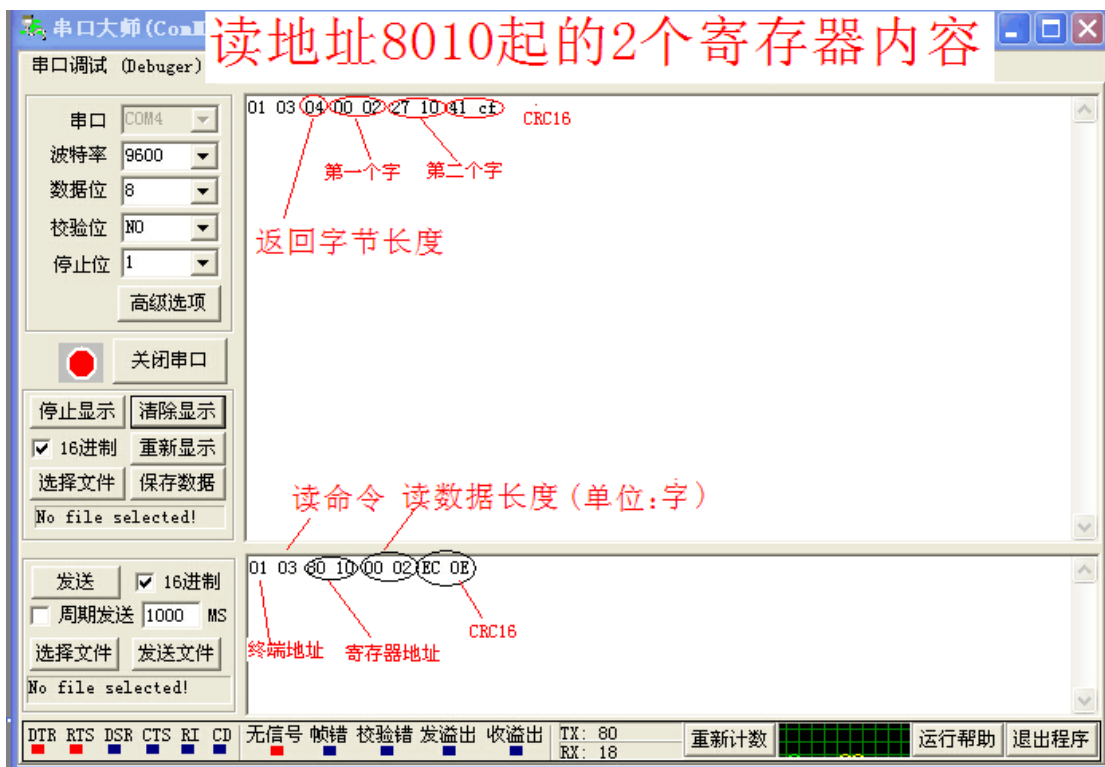 串口大师(Com
读地址8010起的2个寄存器内容
串口调试 (Debuger)
串口 COM4
波特率 9600
数据位 8
校验位 NO
停止位 1
高级选项
关闭串口
停止显示 清除显示
16进制 重新显示
选择文件 保存数据
No file selected!
01 03 04 00 02 27 10 41 cf CRC16
第一个字 第二个字
返回字节长度
读命令 读数据长度(单位:字)
发送 16进制
周期发送 1000 MS
选择文件 发送文件
No file selected!
01 03 80 10 00 02 EC 0E
CRC16
终端地址 寄存器地址
DTR RTS DSR CTS RI CD 无信号 帧错 校验错 发溢出 收溢出 TX: 80
RX: 18
重新计数 运行帮助 退出程序